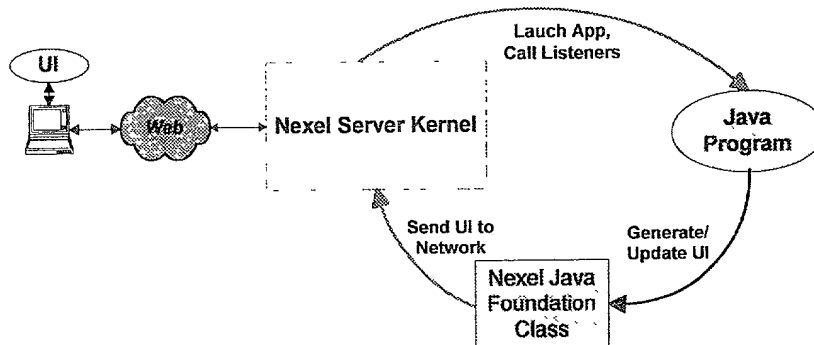 Lauch App,
Call Listeners
UI
Web
Nexel Server Kernel
Java
Program
Send UI to
Network
Generate/
Update UI
Nexel Java
Foundation
Class